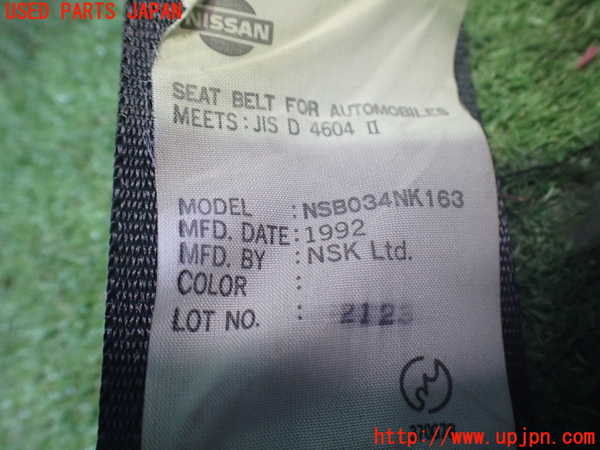 USED PARTS JAPAN
NISSAN
SEAT BELT FOR AUTOMOBILES
MEETS: JIS D 4604 II
MODEL : NSB034NK163
MFD. DATE: 1992
MFD. BY : NSK Ltd.
COLOR :
LOT NO. : 2123
http://www.upjpn.com/